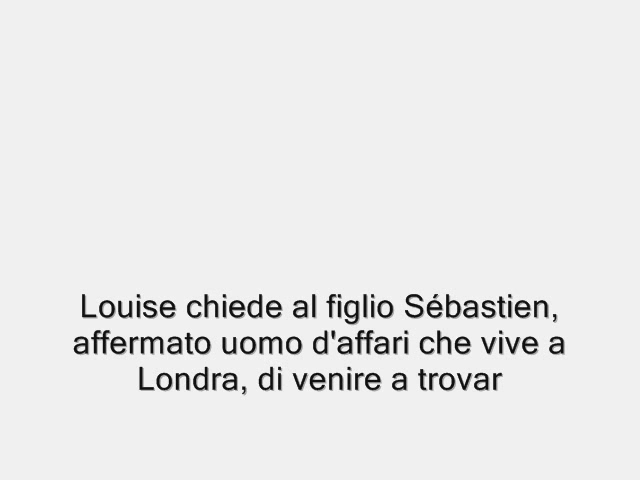 Louise chiede al figlio Sébastien,
affermato uomo d'affari che vive a
Londra, di venire a trovar